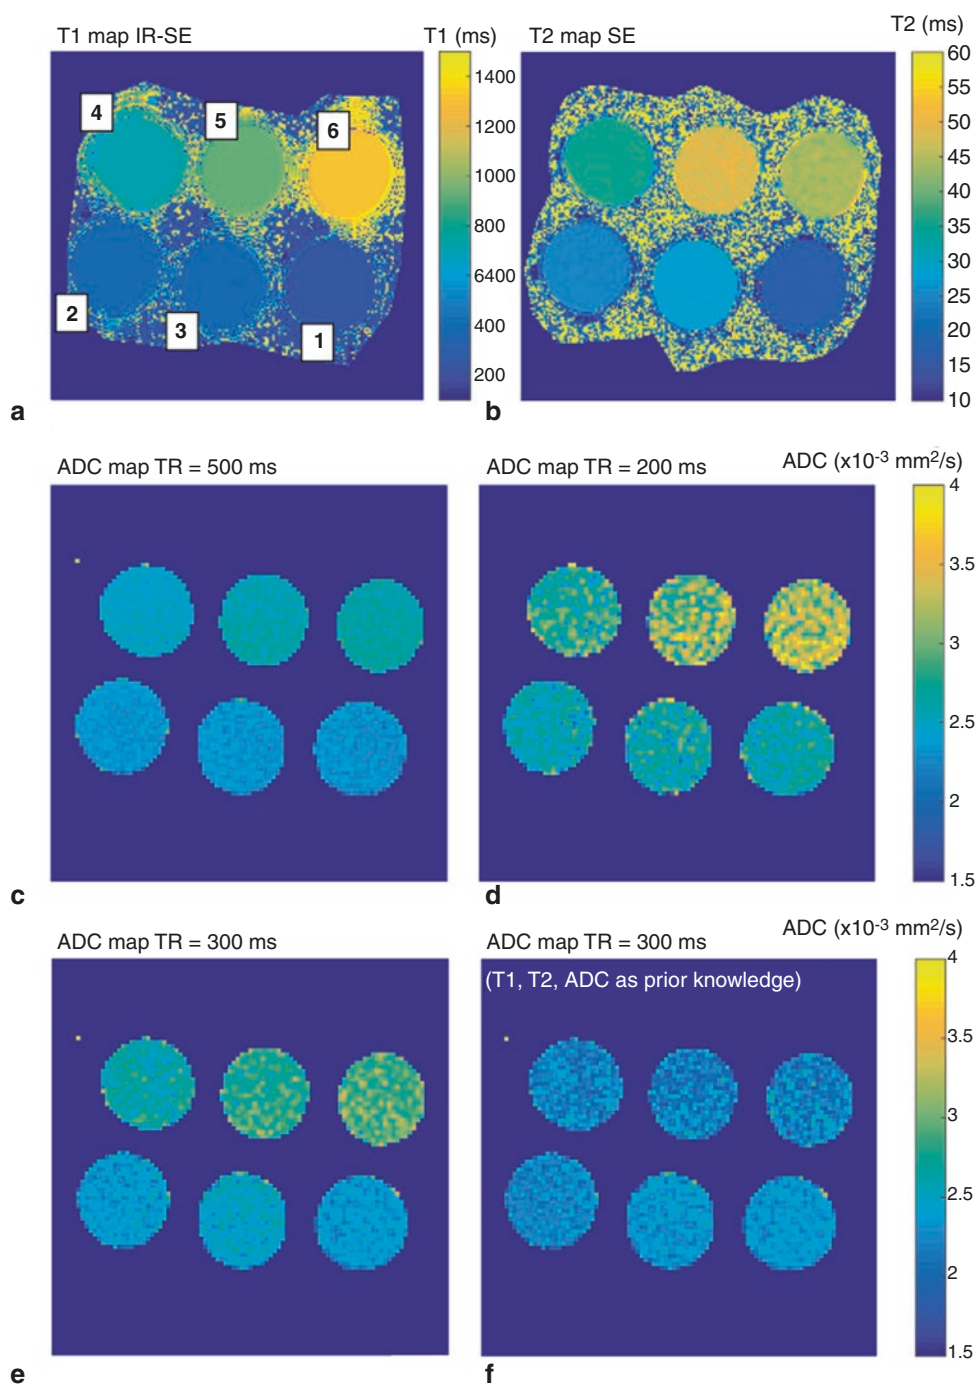 T1 map IR-SE
T1 (ms)
T2 map SE
T2 (ms)
4
5
6
2
3
1
1400
1200
1000
800
6400
400
200
60
55
50
45
40
35
30
25
20
15
10
a
b
ADC map TR = 500 ms
ADC map TR = 200 ms
ADC (x10⁻³ mm²/s)
4
3.5
3
2.5
2
1.5
c
d
ADC map TR = 300 ms
ADC map TR = 300 ms
ADC (x10⁻³ mm²/s)
(T1, T2, ADC as prior knowledge)
4
3.5
3
2.5
2
1.5
e
f